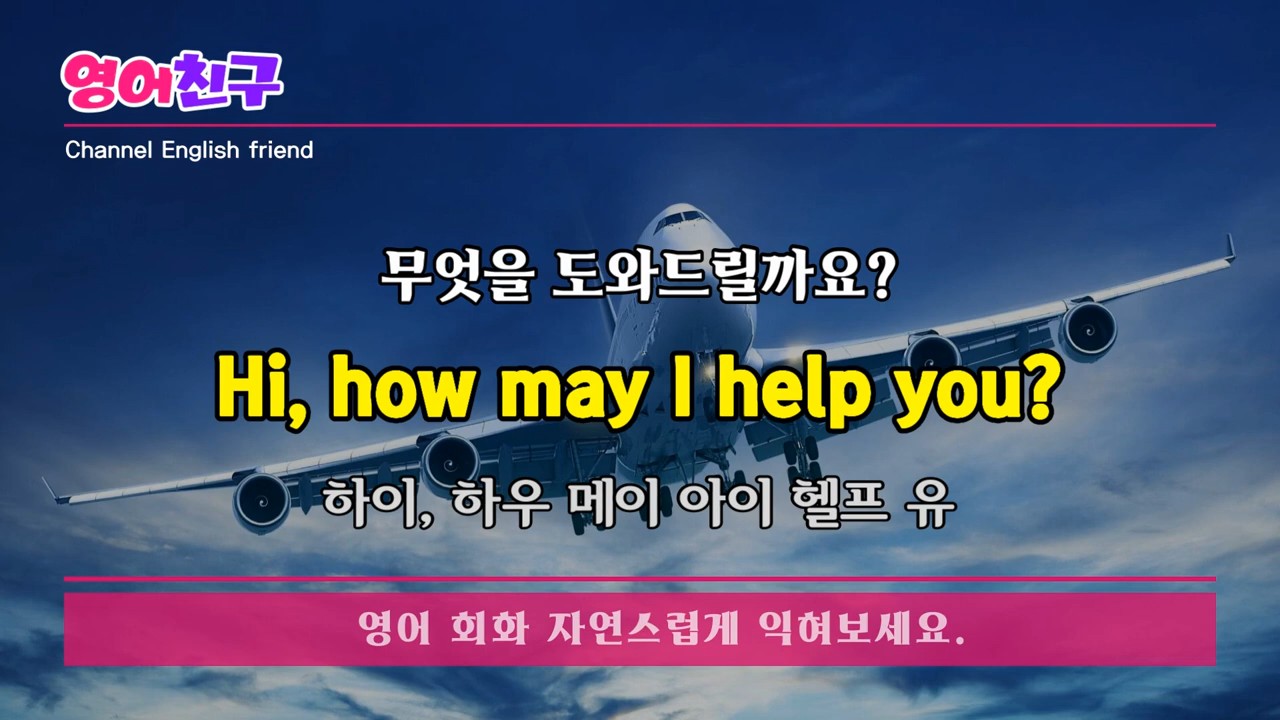 영어친구
Channel English friend
무엇을 도와드릴까요?
Hi, how may I help you?
하이, 하우 메이 아이 헬프 유
영어 회화 자연스럽게 익혀보세요.